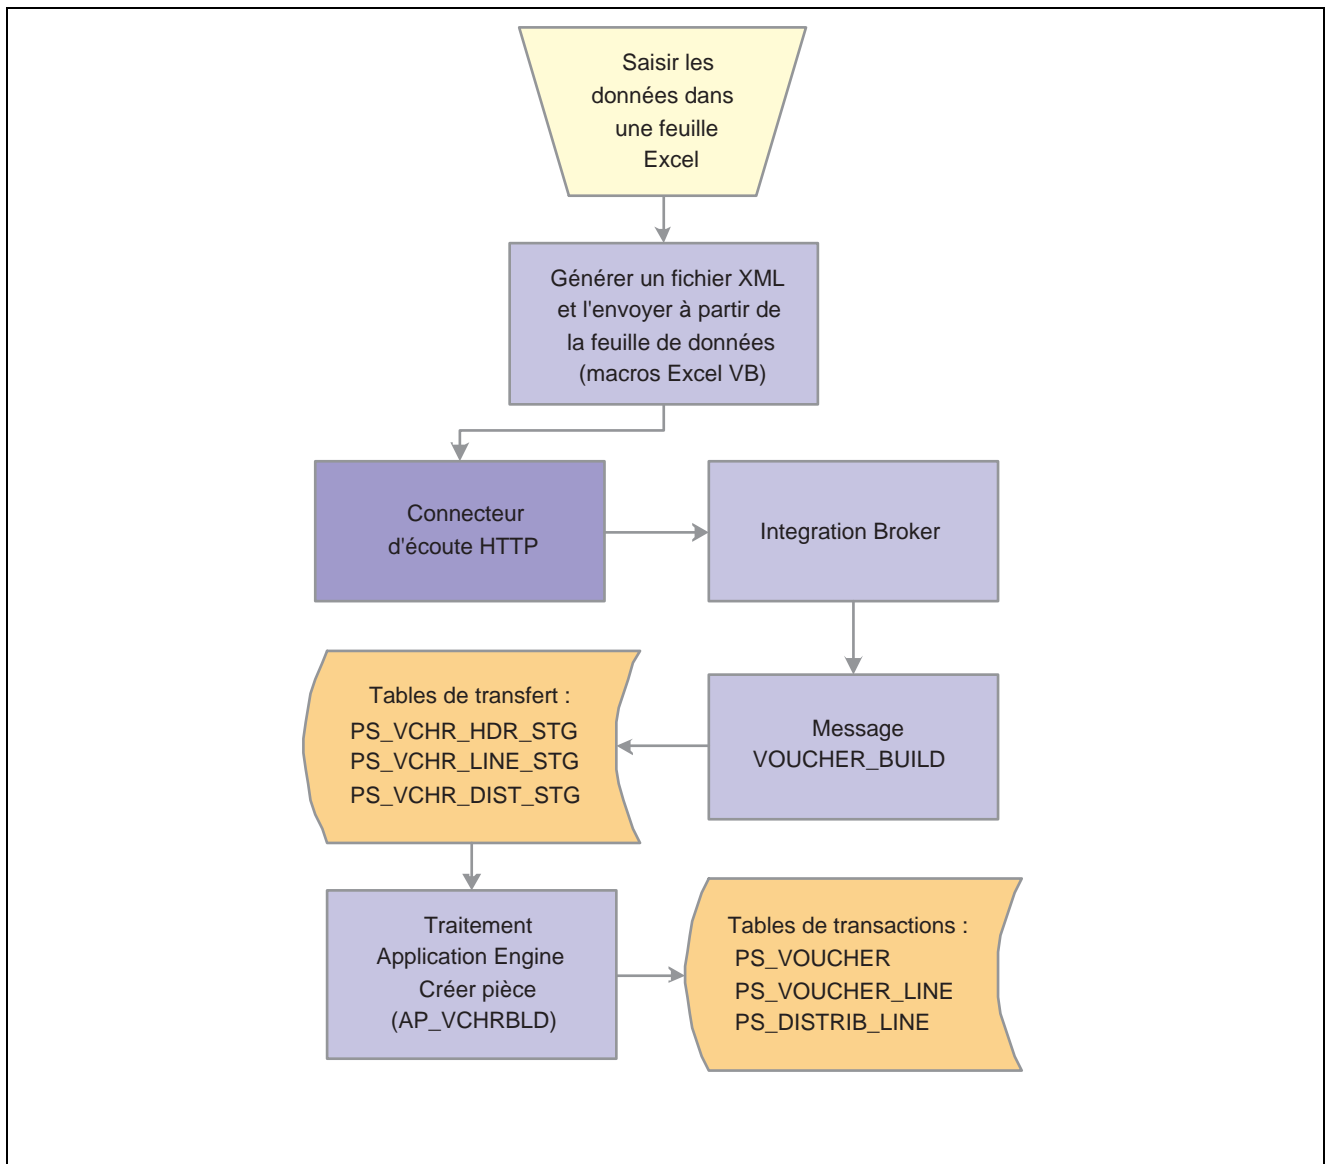 Saisir les
données dans
une feuille
Excel
Générer un fichier XML
et l'envoyer à partir de
la feuille de données
(macros Excel VB)
Connecteur
d'écoute HTTP
Integration Broker
Message
VOUCHER_BUILD
Tables de transfert :
PS_VCHR_HDR_STG
PS_VCHR_LINE_STG
PS_VCHR_DIST_STG
Traitement
Application Engine
Créer pièce
(AP_VCHRBLD)
Tables de transactions :
PS_VOUCHER
PS_VOUCHER_LINE
PS_DISTRIB_LINE